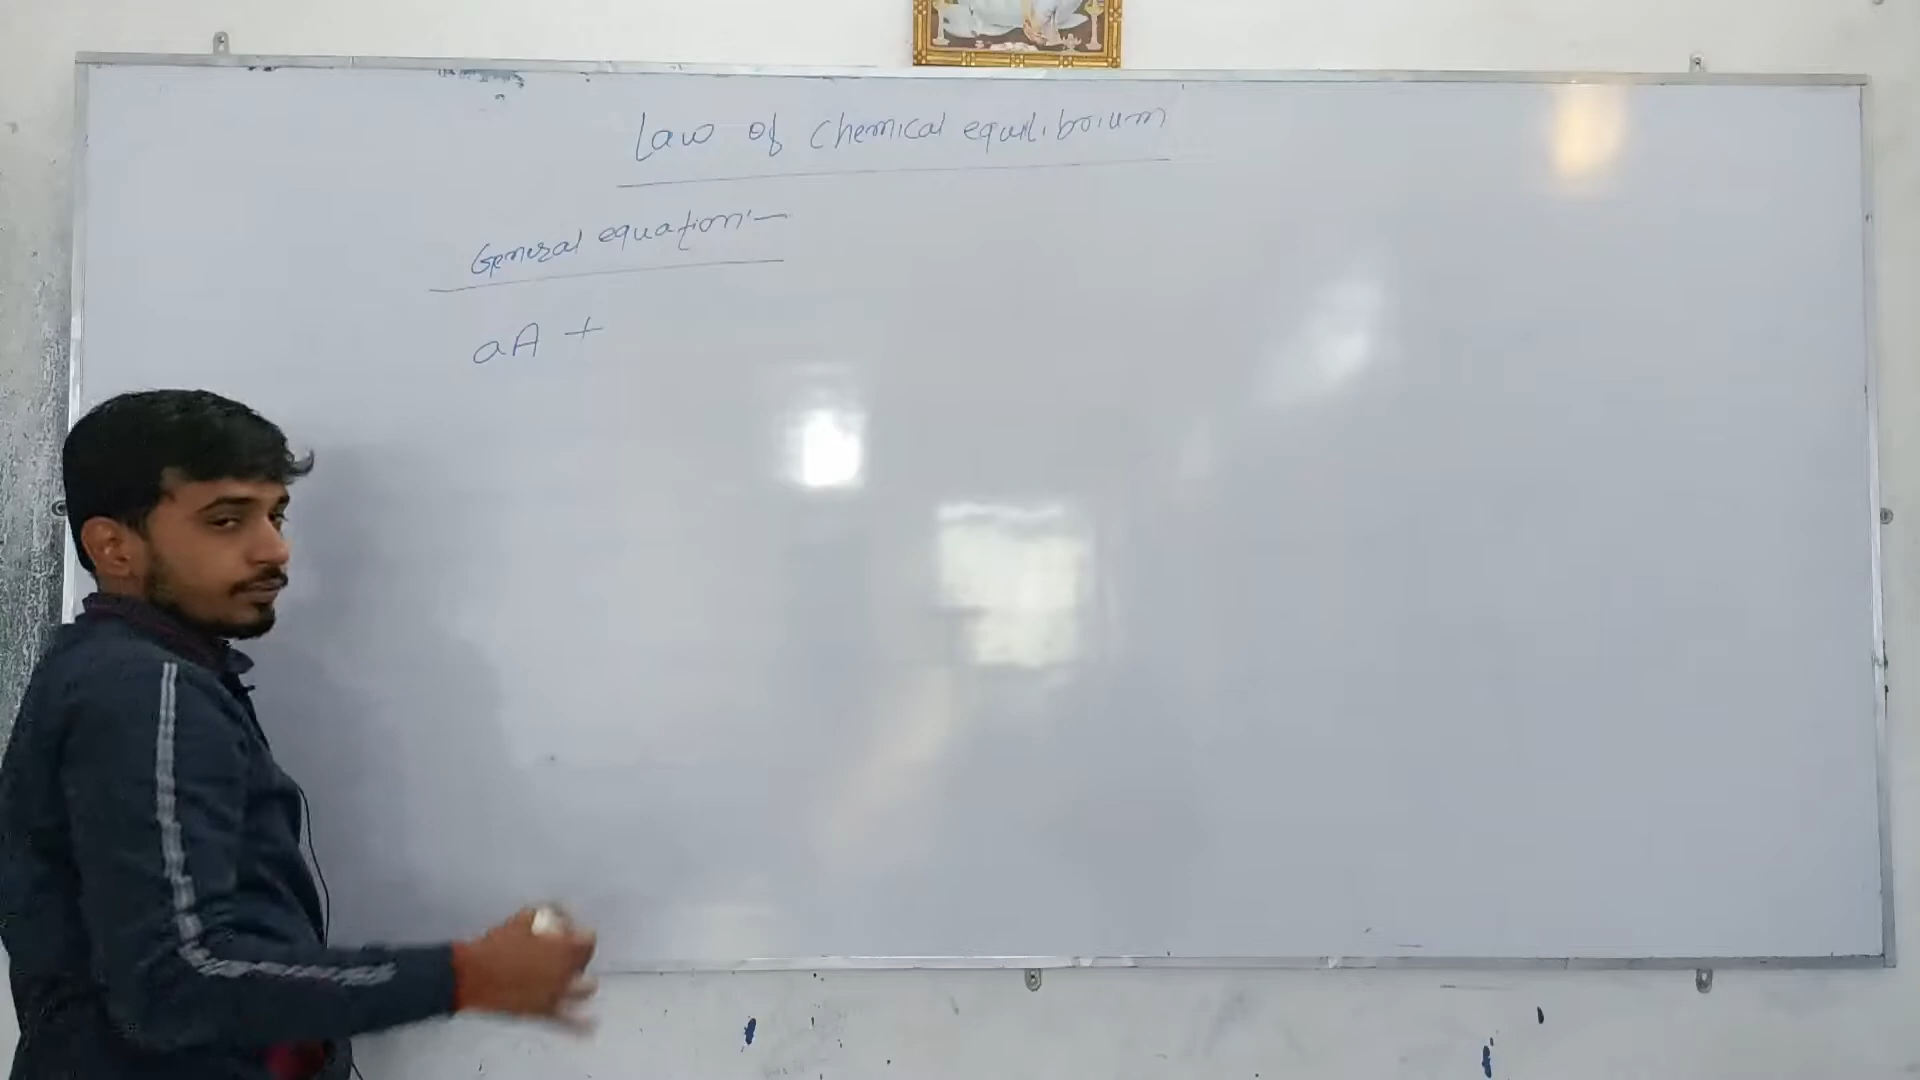 Law of chemical equilibrium
General equation:-
aA +